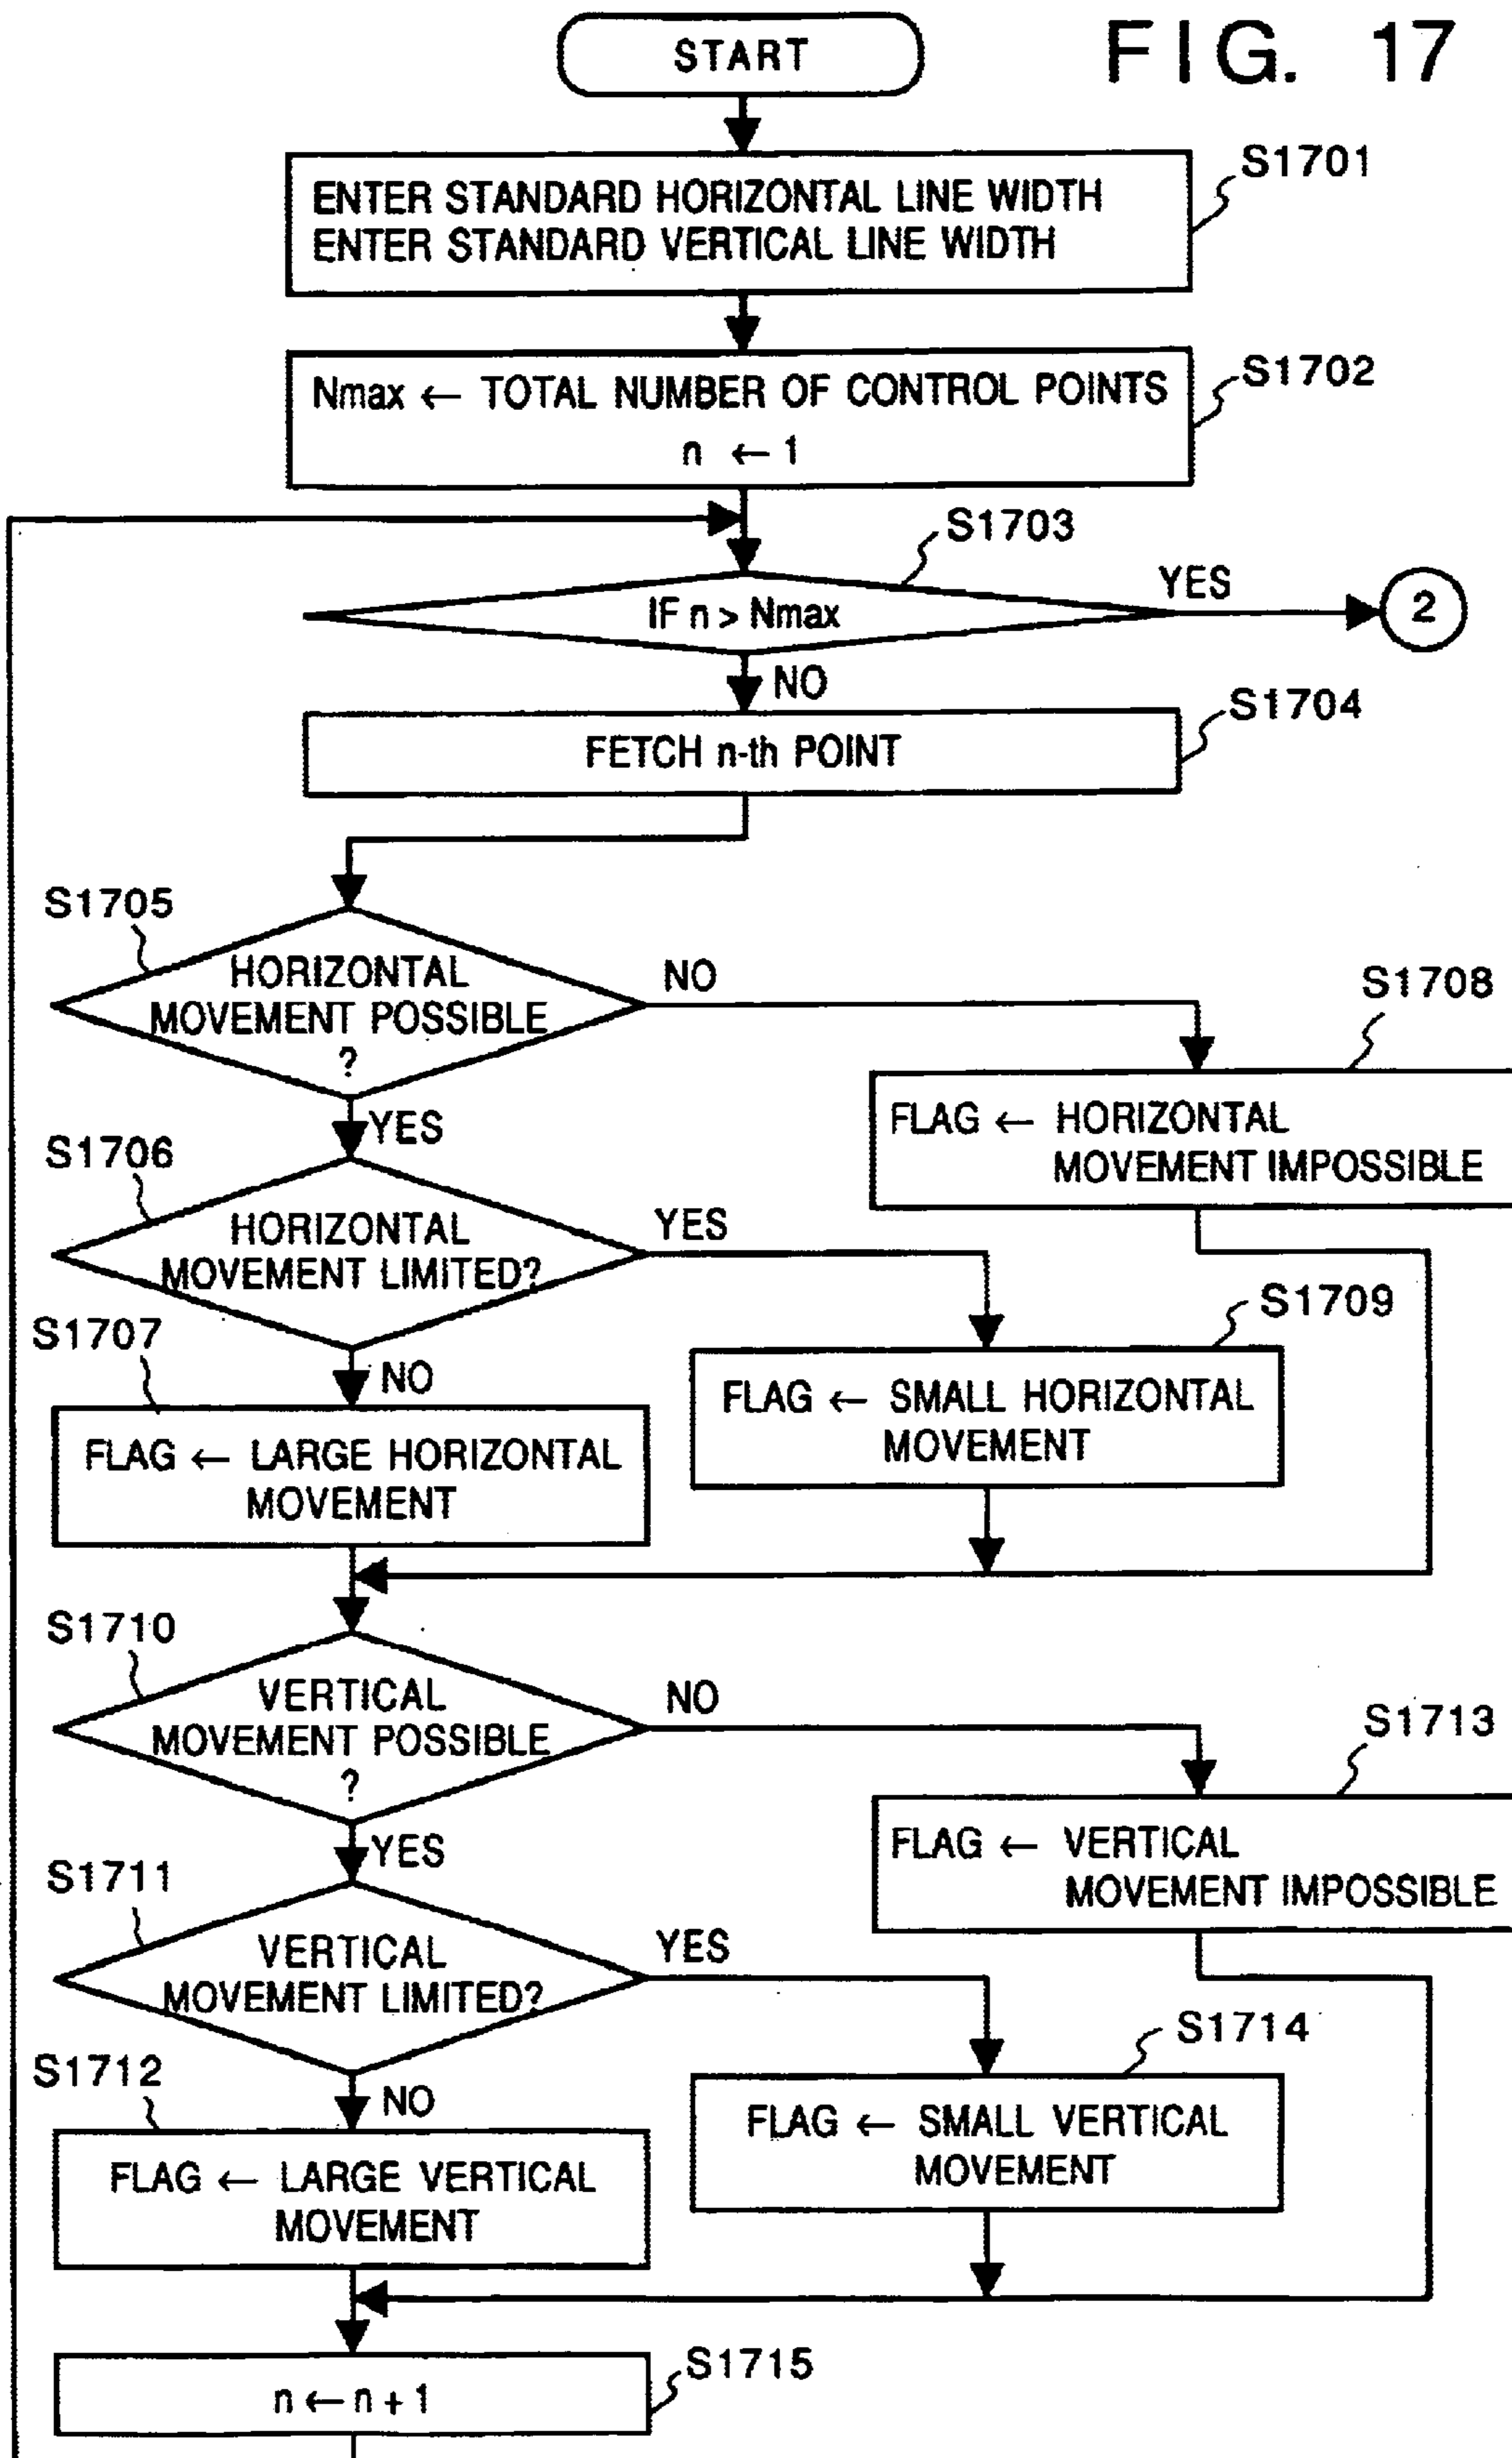 FIG. 17
START
S1701
ENTER STANDARD HORIZONTAL LINE WIDTH
ENTER STANDARD VERTICAL LINE WIDTH
S1702
Nmax ← TOTAL NUMBER OF CONTROL POINTS
n ← 1
S1703
IF n > Nmax
YES
2
NO
S1704
FETCH n-th POINT
S1705
HORIZONTAL
MOVEMENT POSSIBLE
?
NO
S1708
FLAG ← HORIZONTAL
MOVEMENT IMPOSSIBLE
YES
S1706
HORIZONTAL
MOVEMENT LIMITED?
YES
S1709
FLAG ← SMALL HORIZONTAL
MOVEMENT
NO
S1707
FLAG ← LARGE HORIZONTAL
MOVEMENT
S1710
VERTICAL
MOVEMENT POSSIBLE
?
NO
S1713
FLAG ← VERTICAL
MOVEMENT IMPOSSIBLE
YES
S1711
VERTICAL
MOVEMENT LIMITED?
YES
S1714
FLAG ← SMALL VERTICAL
MOVEMENT
NO
S1712
FLAG ← LARGE VERTICAL
MOVEMENT
S1715
n ← n + 1